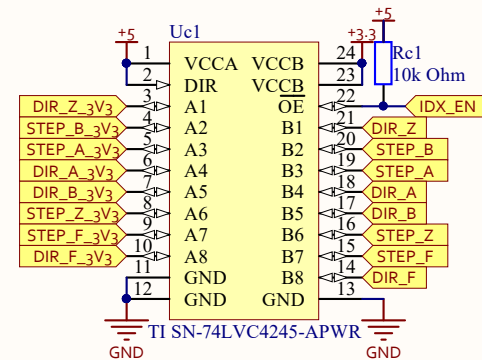 +5
Uc1
+5
+3.3
Rc1
10k Ohm
1 VCCA VCCB 24
2 DIR VCCB 23
DIR_Z_3V3 3 A1 OE 22 IDX_EN
STEP_B_3V3 4 A2 B1 21 DIR_Z
STEP_A_3V3 5 A3 B2 20 STEP_B
DIR_A_3V3 6 A4 B3 19 STEP_A
DIR_B_3V3 7 A5 B4 18 DIR_A
STEP_Z_3V3 8 A6 B5 17 DIR_B
STEP_F_3V3 9 A7 B6 16 STEP_Z
DIR_F_3V3 10 A8 B7 15 STEP_F
11 GND B8 14 DIR_F
12 GND GND 13
TI SN-74LVC4245-APWR
GND
GND